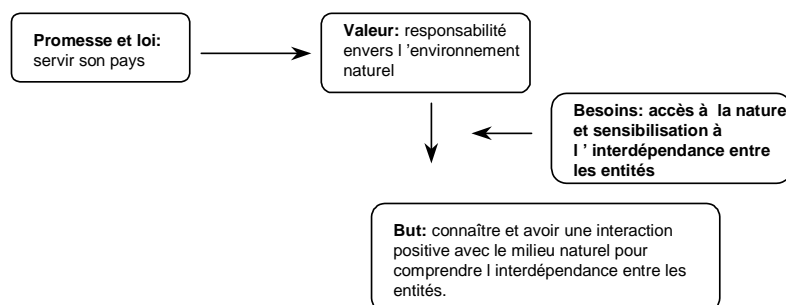 Promesse et loi:
servir son pays
Valeur: responsabilité
envers l ’environnement
naturel
Besoins: accès à la nature
et sensibilisation à
l ’ interdépendance entre
les entités
But: connaître et avoir une interaction
positive avec le milieu naturel pour
comprendre l interdépendance entre les
entités.